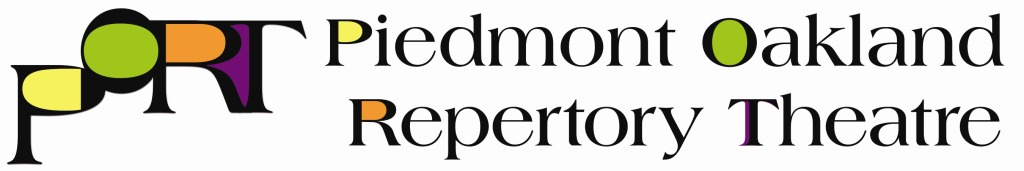 PORT
Piedmont Oakland
Repertory Theatre